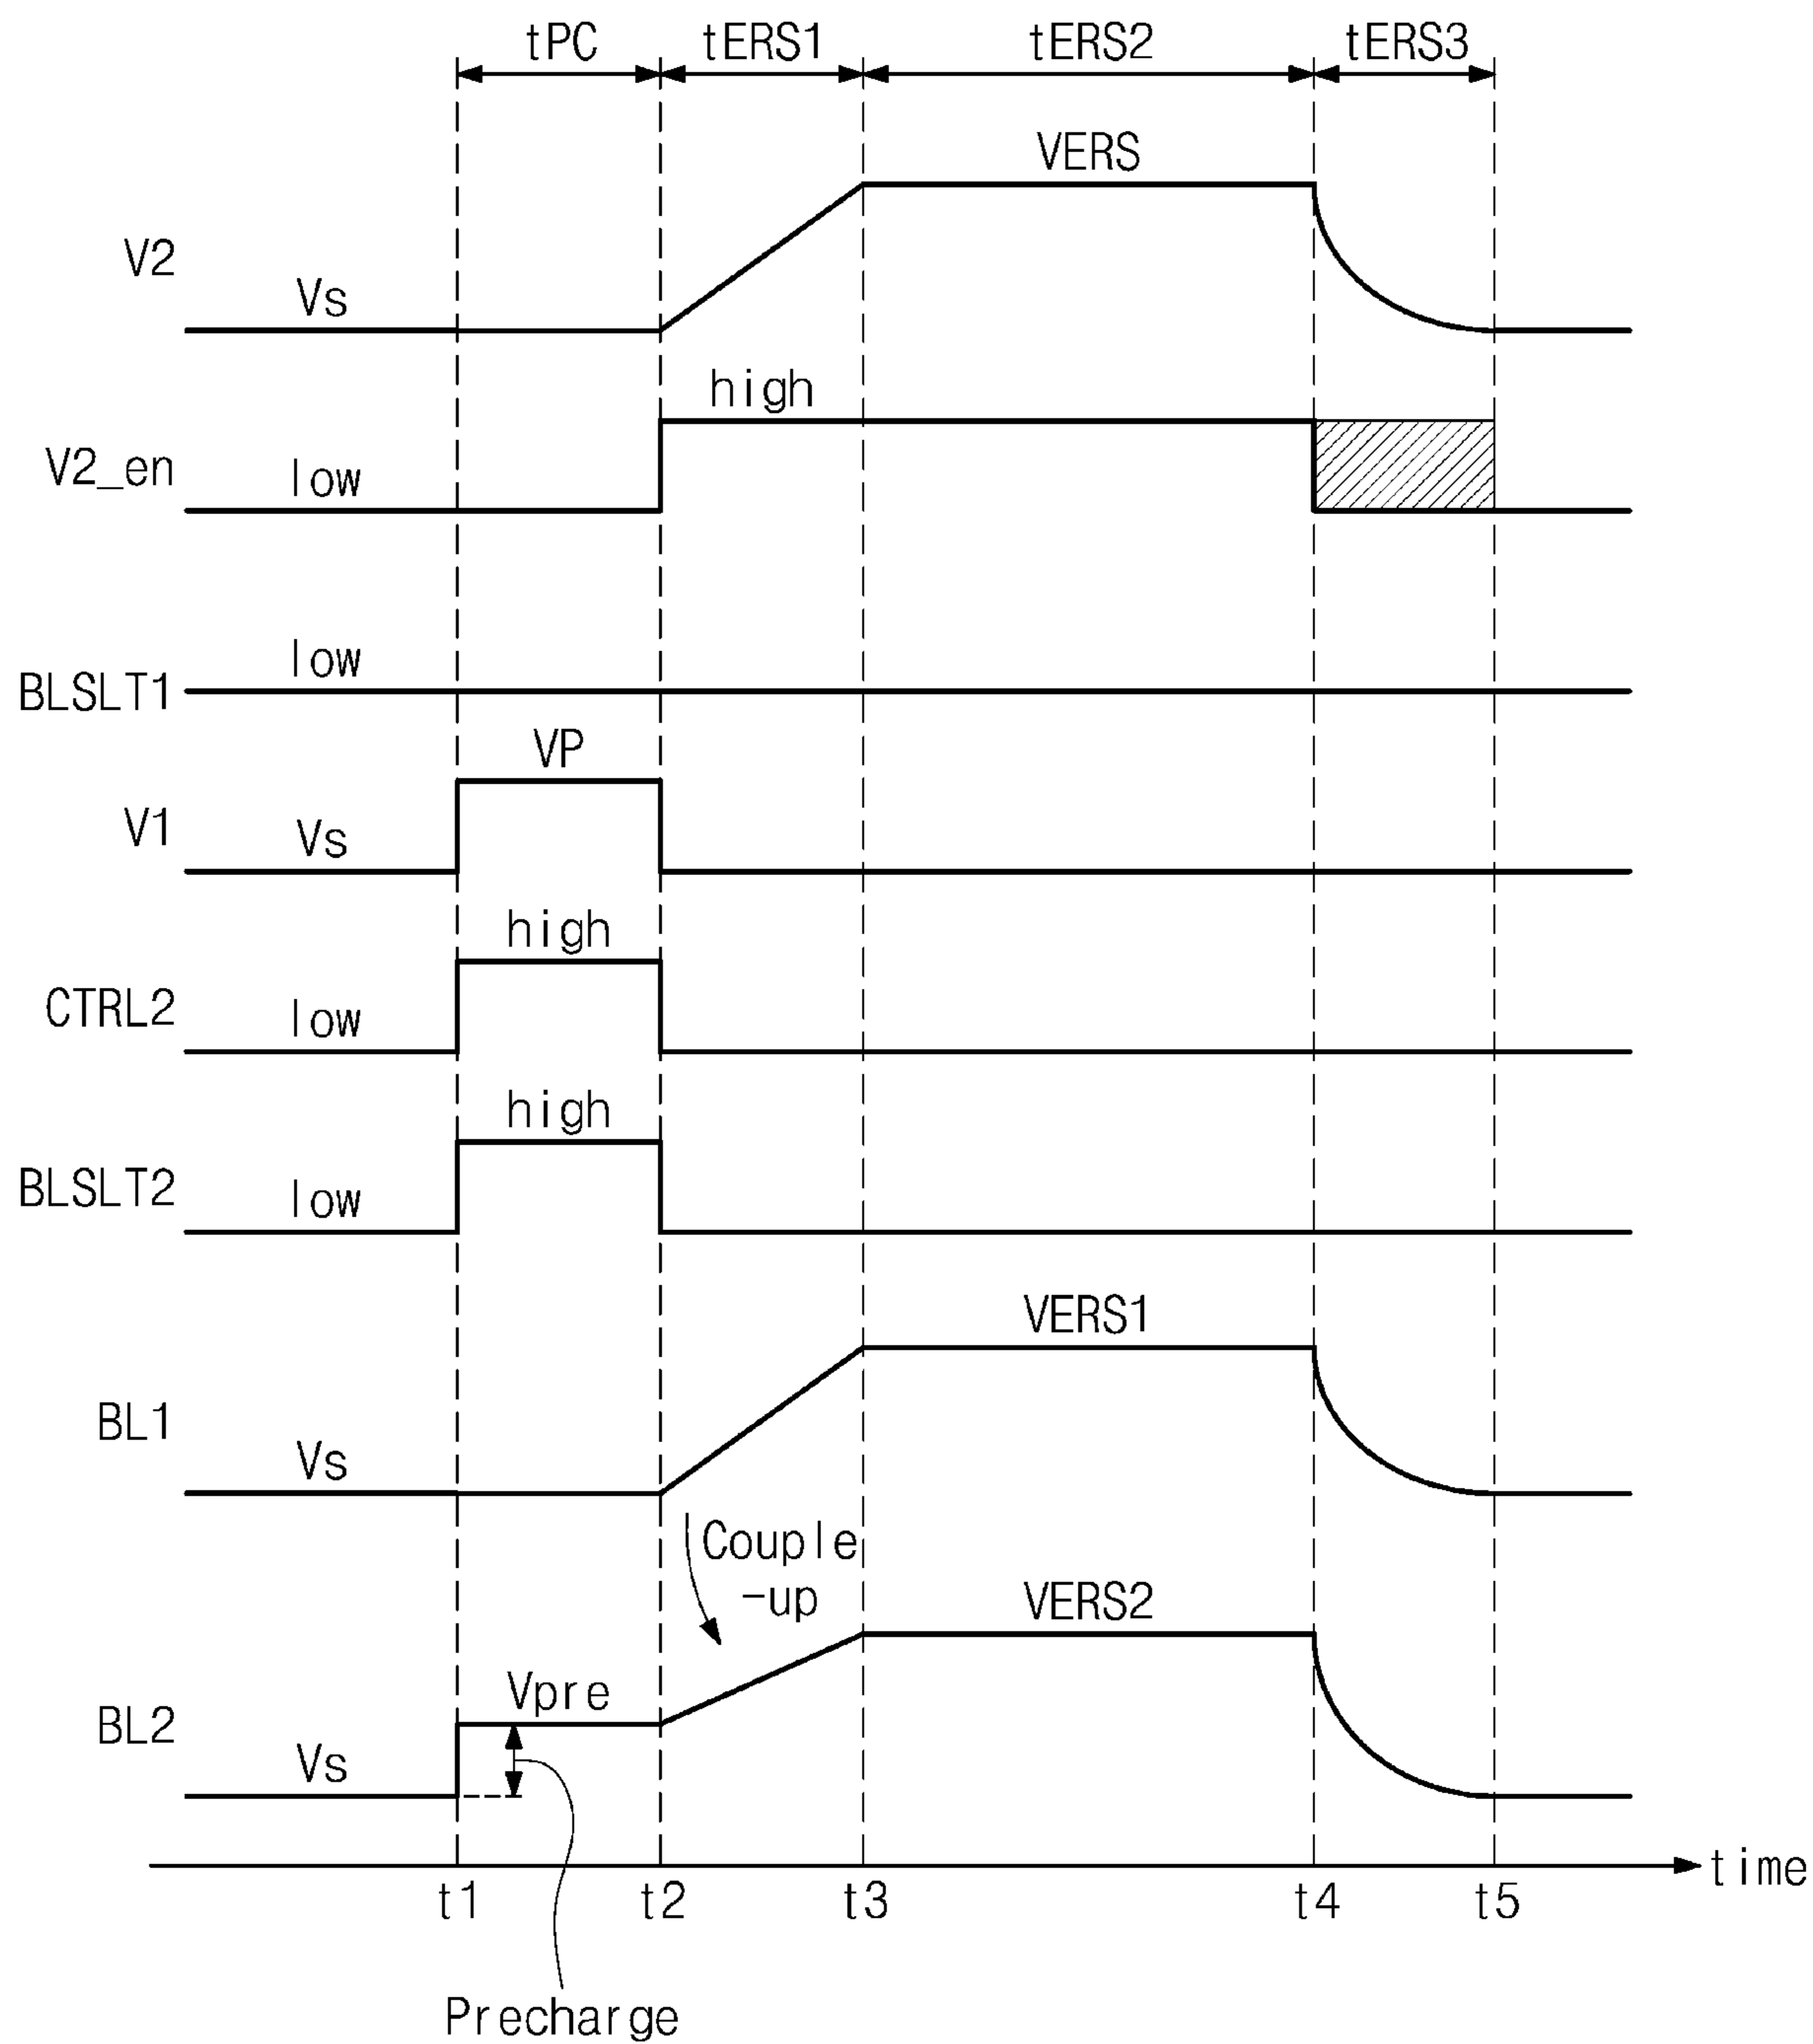 tPC tERS1 tERS2 tERS3
VERS
V2
Vs
high
V2_en
low
low
BLSLT1
VP
V1
Vs
high
CTRL2
low
high
BLSLT2
low
VERS1
BL1
Vs
Couple
-up
VERS2
Vpre
BL2
Vs
time
t1 t2 t3 t4 t5
Precharge